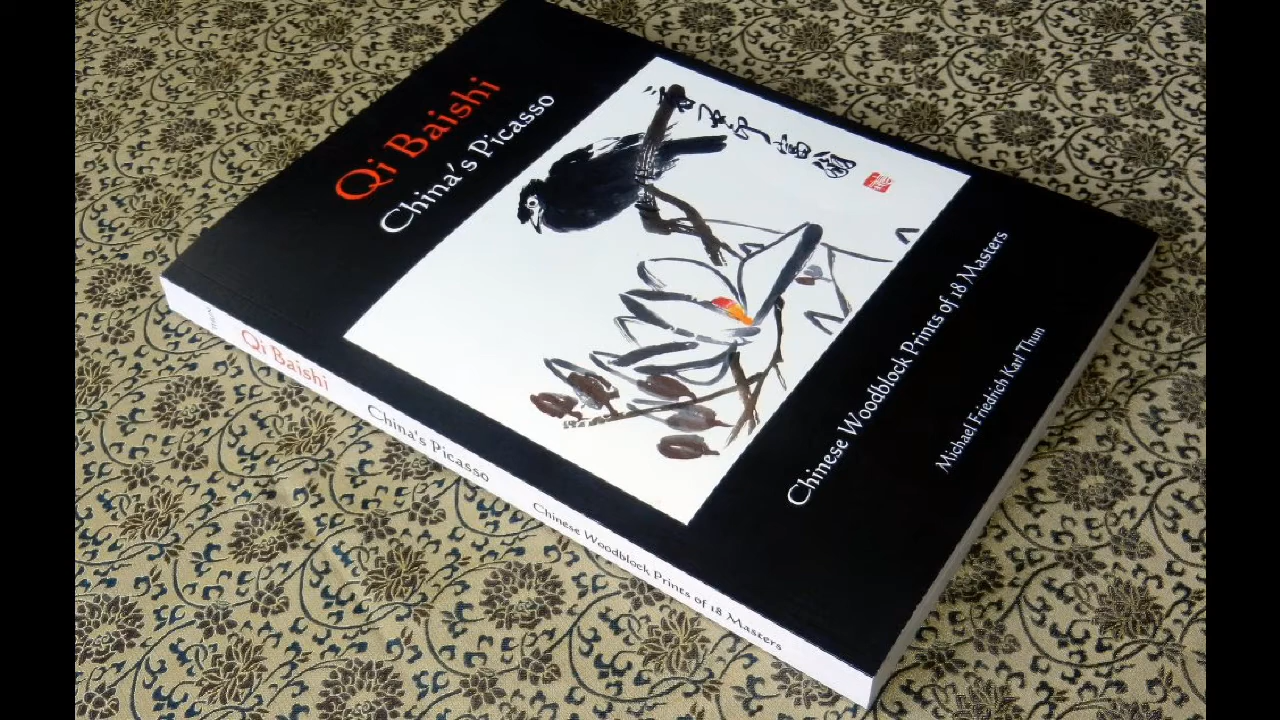 Qi Baishi
China's Picasso
Chinese Woodblock Prints of 18 Masters
Michael Friedrich Karl Thun
Qi Baishi
China's Picasso
Chinese Woodblock Prints of 18 Masters